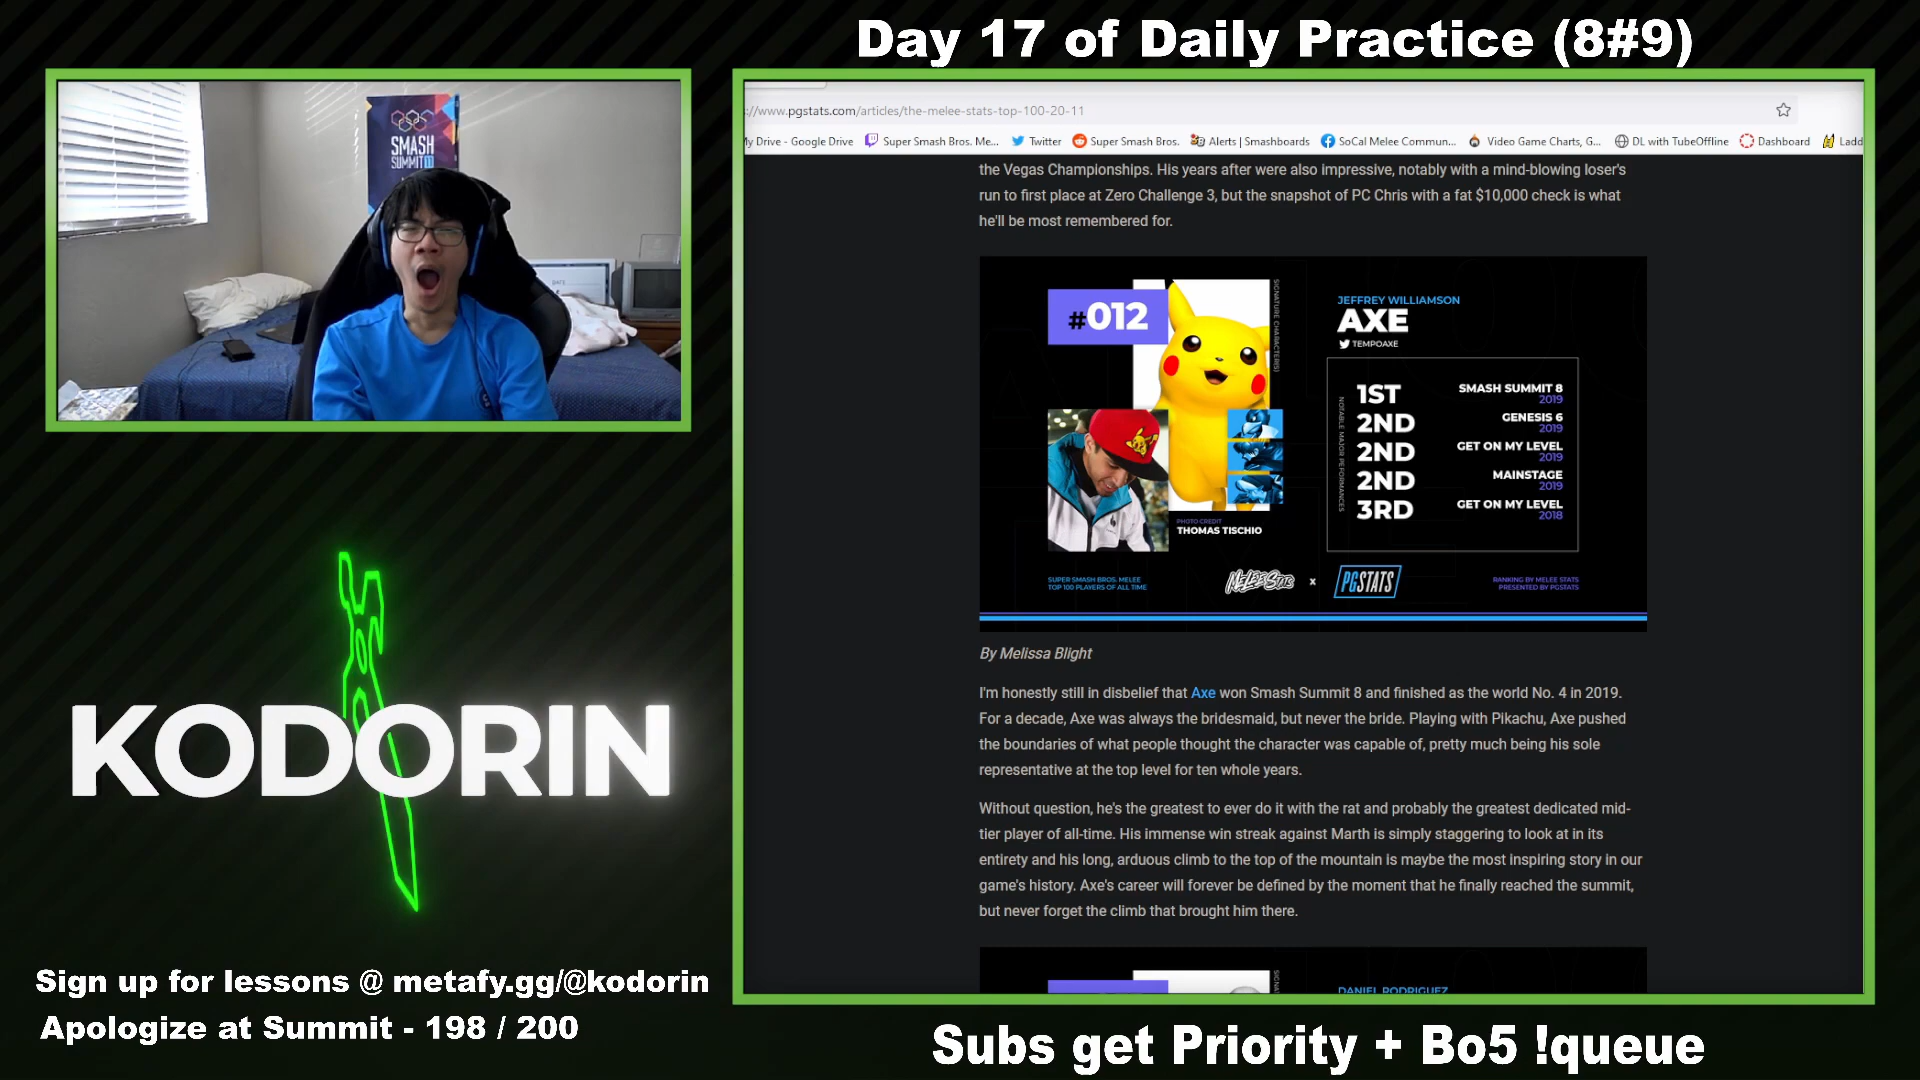 Day 17 of Daily Practice (8#9)
SMASH
SUMMIT 11
://www.pgstats.com/articles/the-melee-stats-top-100-20-11
My Drive - Google Drive
Super Smash Bros. Me...
Twitter
Super Smash Bros.
Alerts | Smashboards
SoCal Melee Commun...
Video Game Charts, G...
DL with TubeOffline
Dashboard
Ladd
the Vegas Championships. His years after were also impressive, notably with a mind-blowing loser's
run to first place at Zero Challenge 3, but the snapshot of PC Chris with a fat $10,000 check is what
he'll be most remembered for.
#012
SIGNATURE CHARACTER(S)
JEFFREY WILLIAMSON
AXE
TEMPOAXE
NOTABLE MAJOR PERFORMANCES
1ST SMASH SUMMIT 8
2019
2ND GENESIS 6
2019
2ND GET ON MY LEVEL
2019
2ND MAINSTAGE
2019
3RD GET ON MY LEVEL
2018
PHOTO CREDIT
THOMAS TISCHIO
SUPER SMASH BROS. MELEE
TOP 100 PLAYERS OF ALL TIME
MELEE STATS x PGSTATS
RANKING BY MELEE STATS
PRESENTED BY PGSTATS
By Melissa Blight
I'm honestly still in disbelief that Axe won Smash Summit 8 and finished as the world No. 4 in 2019.
For a decade, Axe was always the bridesmaid, but never the bride. Playing with Pikachu, Axe pushed
the boundaries of what people thought the character was capable of, pretty much being his sole
representative at the top level for ten whole years.
Without question, he's the greatest to ever do it with the rat and probably the greatest dedicated mid-
tier player of all-time. His immense win streak against Marth is simply staggering to look at in its
entirety and his long, arduous climb to the top of the mountain is maybe the most inspiring story in our
game's history. Axe's career will forever be defined by the moment that he finally reached the summit,
but never forget the climb that brought him there.
DANIEL RODRIGUEZ
KODORIN
Sign up for lessons @ metafy.gg/@kodorin
Apologize at Summit - 198 / 200
Subs get Priority + Bo5 !queue